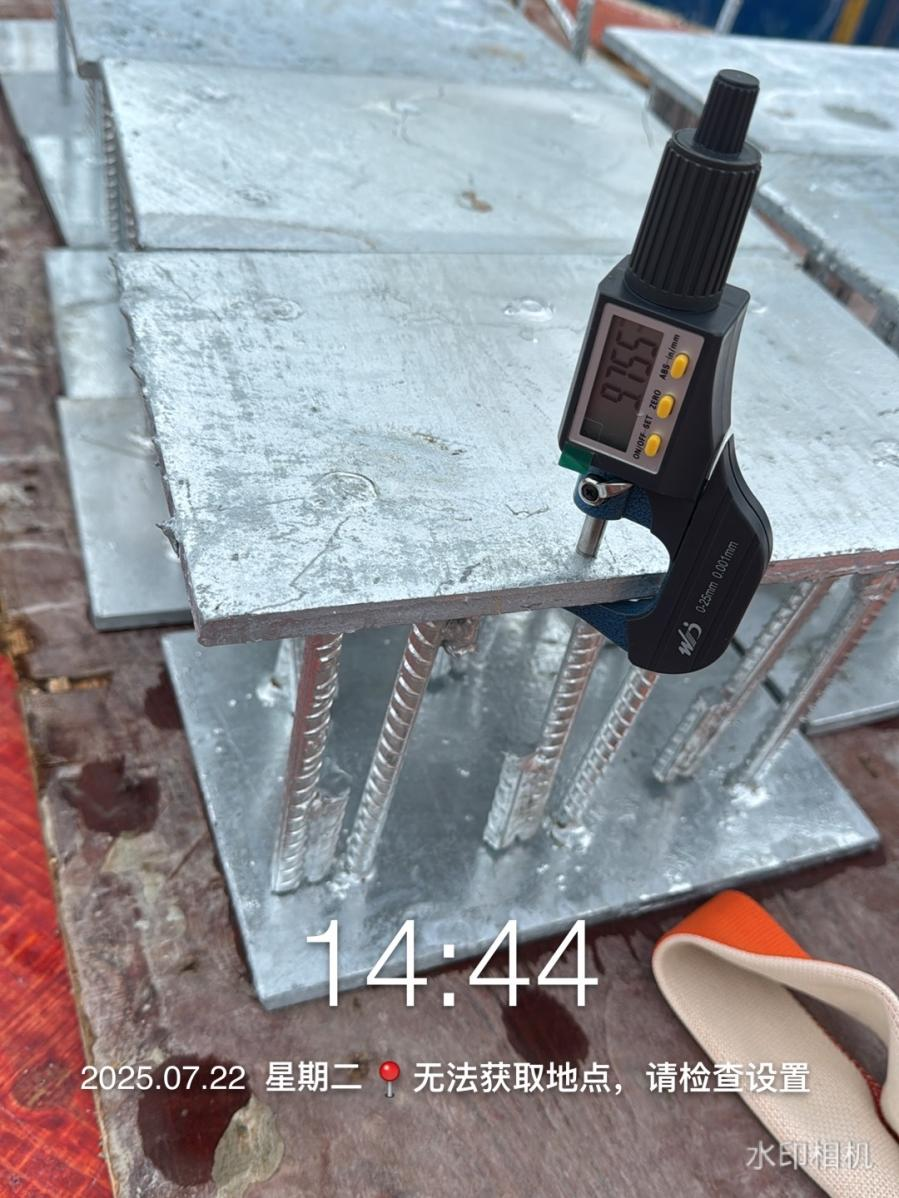 9.755
ABS in/mm
ZERO
SET
ON/OFF
0-25mm 0.001mm
14:44
2025.07.22 星期二 📍 无法获取地点，请检查设置
水印相机